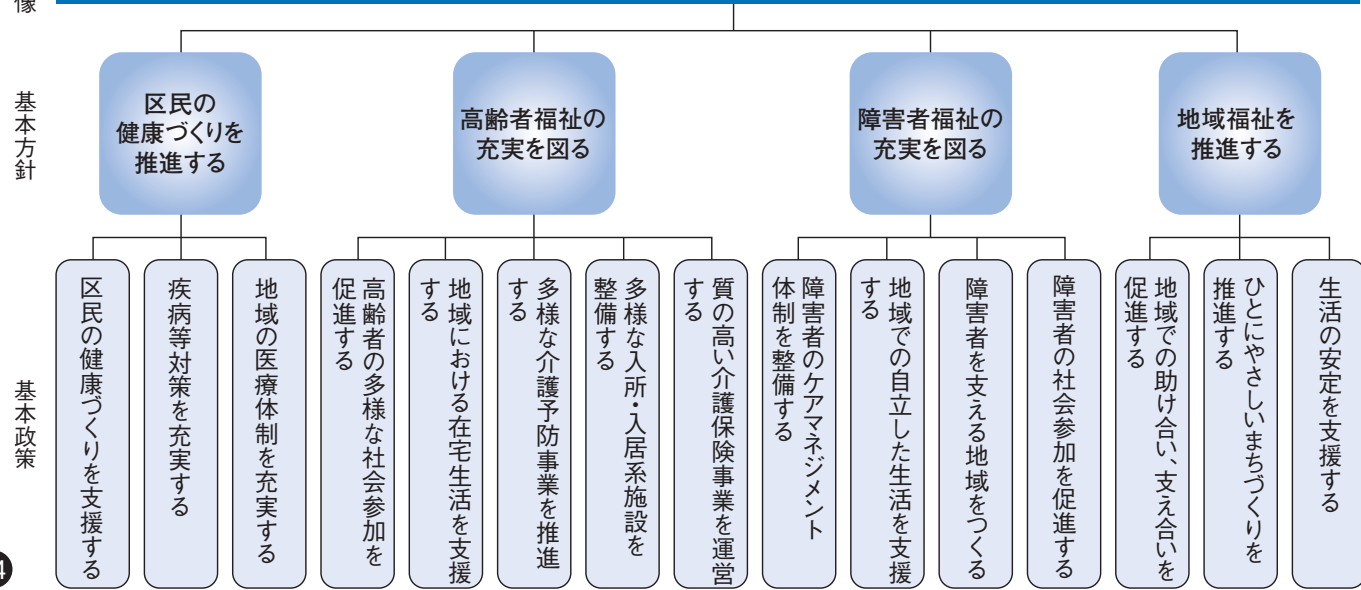 像
基本方針
区民の
健康づくりを
推進する
高齢者福祉の
充実を図る
障害者福祉の
充実を図る
地域福祉を
推進する
基本政策
区民の健康づくりを支援する
疾病等対策を充実する
地域の医療体制を充実する
高齢者の多様な社会参加を
促進する
地域における在宅生活を支援
する
多様な介護予防事業を推進
する
多様な入所・入居系施設を
整備する
質の高い介護保険事業を運営
する
障害者のケアマネジメント
体制を整備する
地域での自立した生活を支援
する
障害者を支える地域をつくる
障害者の社会参加を促進する
地域での助け合い、支え合いを
促進する
ひとにやさしいまちづくりを
推進する
生活の安定を支援する
4